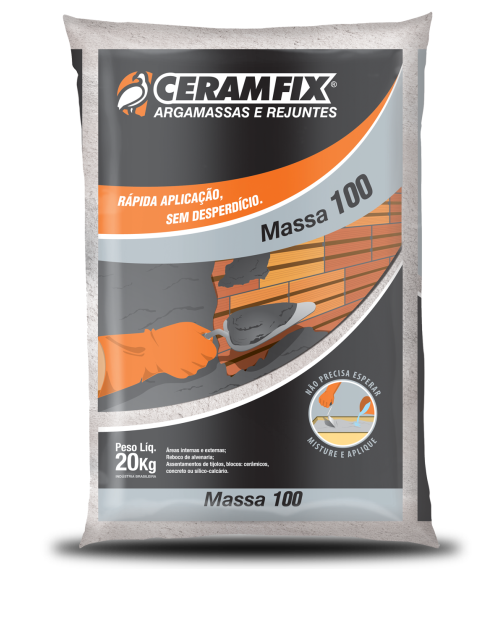 CERAMFIX®
ARGAMASSAS E REJUNTES
RÁPIDA APLICAÇÃO,
SEM DESPERDÍCIO.
Massa 100
NÃO PRECISA ESPERAR
MISTURE E APLIQUE
Peso Líq.
20Kg
INDÚSTRIA BRASILEIRA
Áreas internas e externas;
Reboco de alvenaria;
Assentamentos de tijolos, blocos: cerâmicos,
concreto ou sílico-calcário.
Massa 100